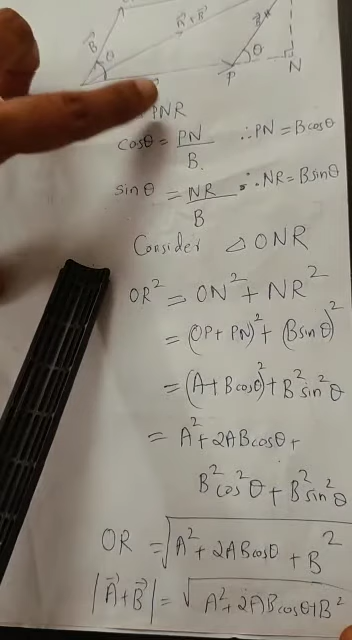 B⃗ θ A⃗+B⃗ B⃗ θ
P N
PNR
cosθ = PN/B ∴PN = Bcosθ
sinθ = NR/B ∴NR = Bsinθ
Consider △ ONR
OR² = ON² + NR²
= (OP + PN)² + (Bsinθ)²
= (A + Bcosθ)² + B²sin²θ
= A² + 2ABcosθ +
B²cos²θ + B²sin²θ
OR = √A² + 2ABcosθ + B²
|A⃗+B⃗| = √A² + 2ABcosθ + B²